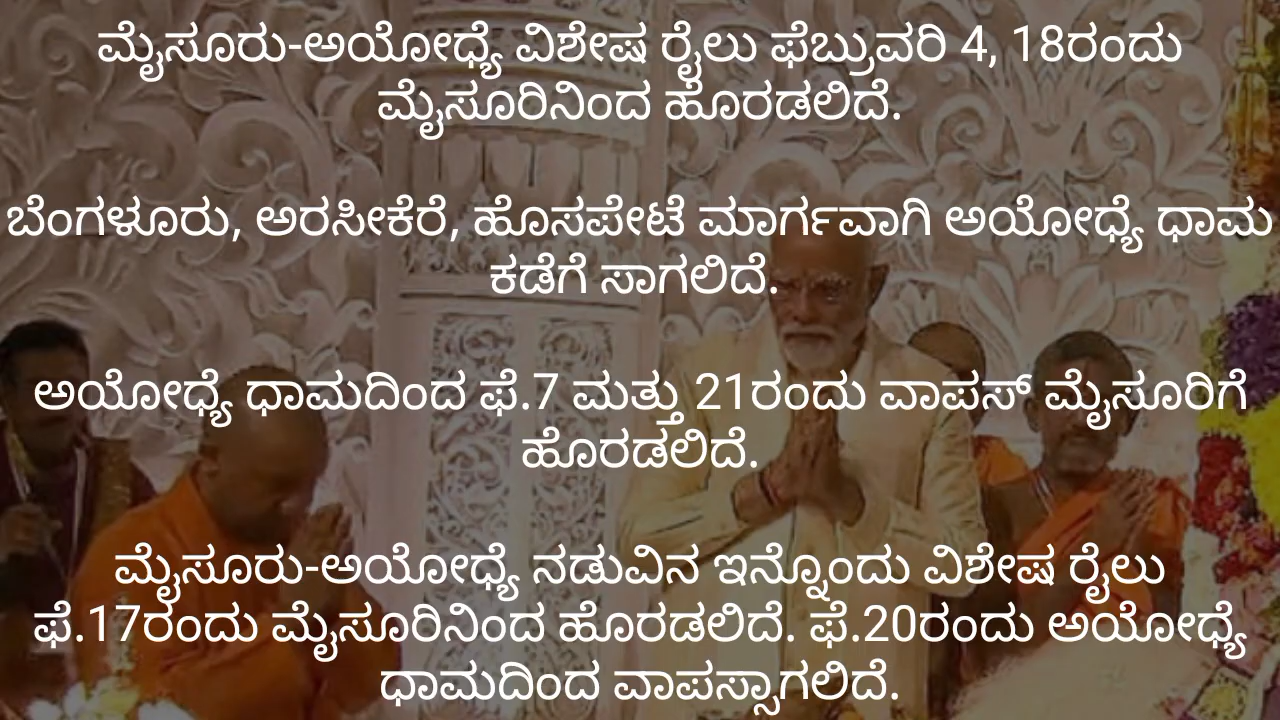 ಮೈಸೂರು-ಅಯೋಧ್ಯೆ ವಿಶೇಷ ರೈಲು ಫೆಬ್ರುವರಿ 4, 18ರಂದು
ಮೈಸೂರಿನಿಂದ ಹೊರಡಲಿದೆ.
ಬೆಂಗಳೂರು, ಅರಸೀಕೆರೆ, ಹೊಸಪೇಟೆ ಮಾರ್ಗವಾಗಿ ಅಯೋಧ್ಯೆ ಧಾಮ
ಕಡೆಗೆ ಸಾಗಲಿದೆ.
ಅಯೋಧ್ಯೆ ಧಾಮದಿಂದ ಫೆ.7 ಮತ್ತು 21ರಂದು ವಾಪಸ್ ಮೈಸೂರಿಗೆ
ಹೊರಡಲಿದೆ.
ಮೈಸೂರು-ಅಯೋಧ್ಯೆ ನಡುವಿನ ಇನ್ನೊಂದು ವಿಶೇಷ ರೈಲು
ಫೆ.17ರಂದು ಮೈಸೂರಿನಿಂದ ಹೊರಡಲಿದೆ. ಫೆ.20ರಂದು ಅಯೋಧ್ಯೆ
ಧಾಮದಿಂದ ವಾಪಸ್ಸಾಗಲಿದೆ.